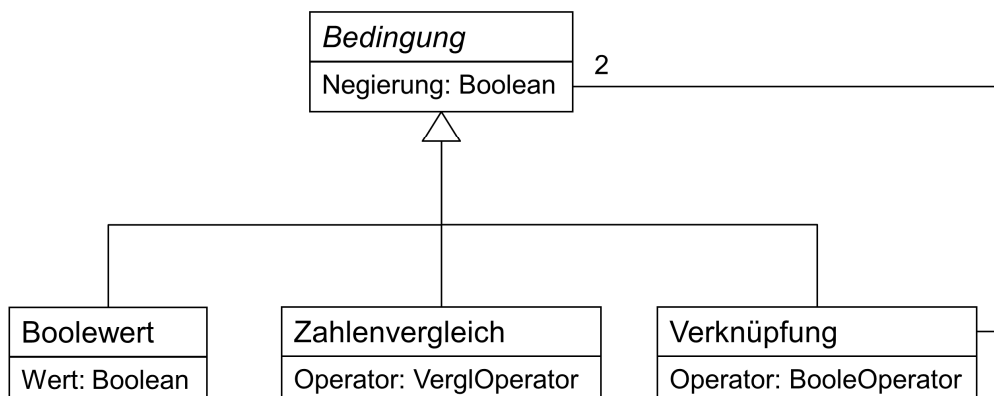 Bedingung
Negierung: Boolean
2
Boolewert
Wert: Boolean
Zahlenvergleich
Operator: VerglOperator
Verknüpfung
Operator: BooleOperator